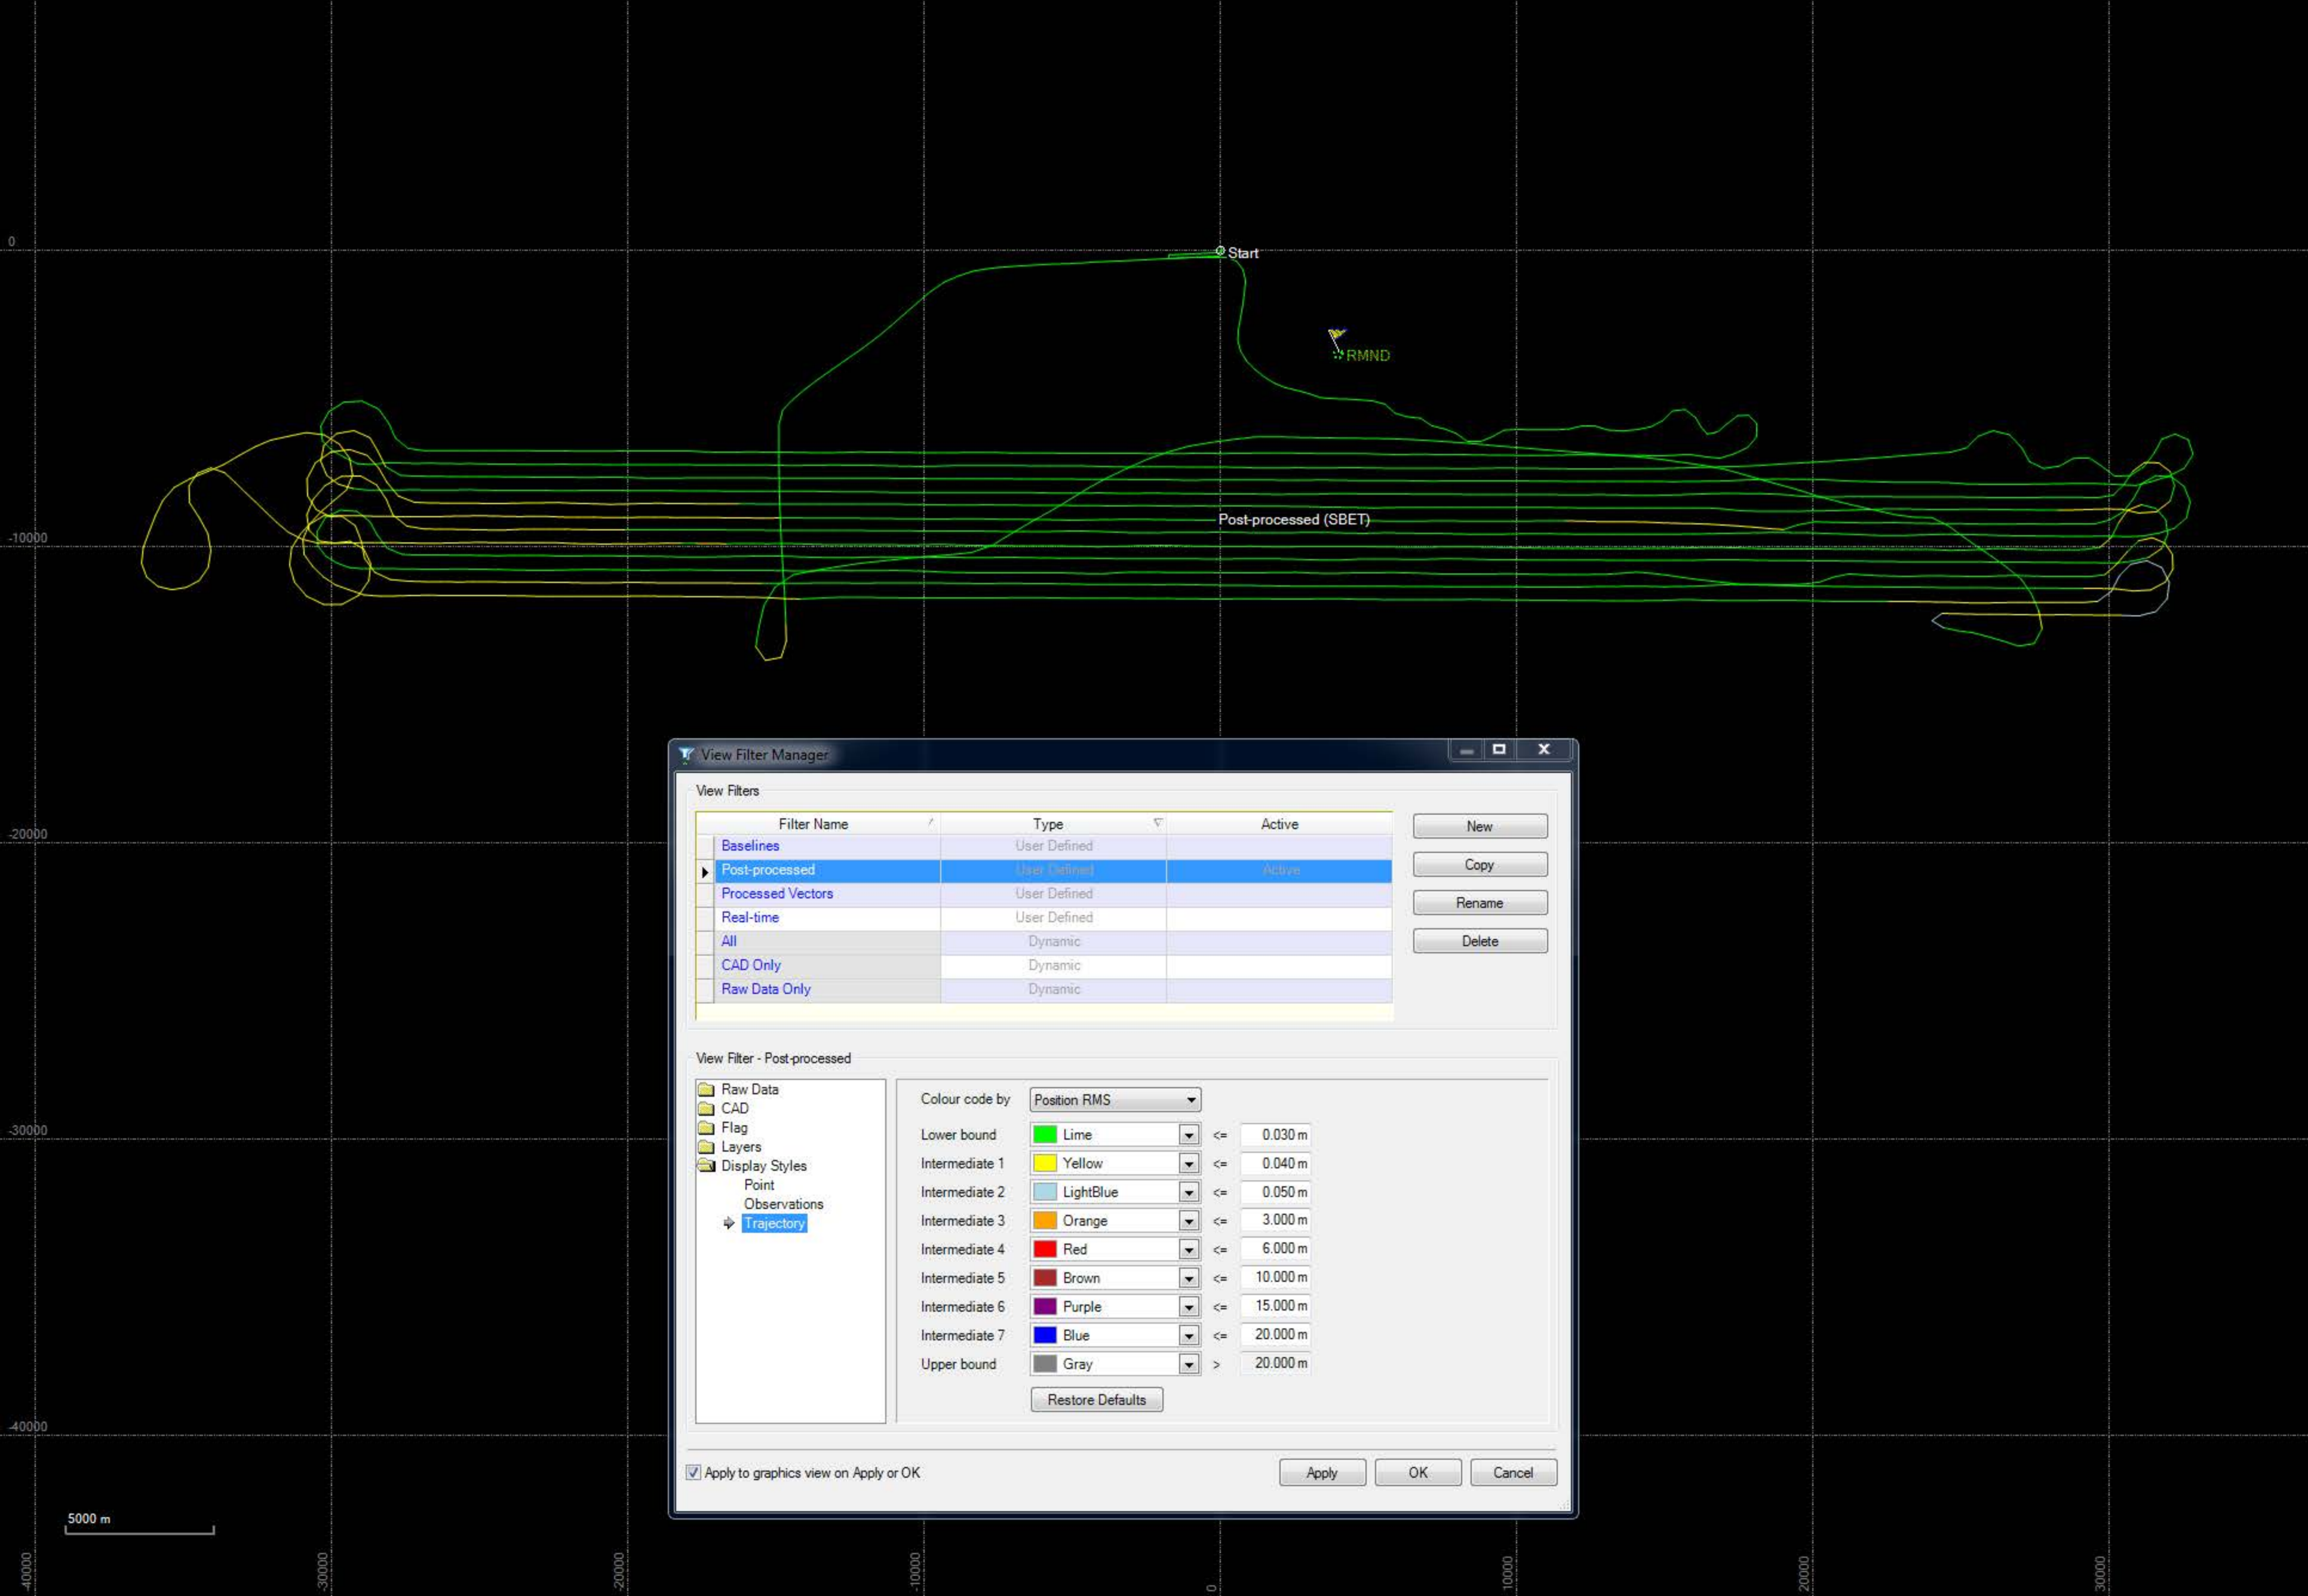 0
Start
RMND
-10000
Post-processed (SBET)
-20000
-30000
-40000
5000 m
-40000
-30000
-20000
-10000
0
10000
20000
30000
View Filter Manager
View Filters
Filter Name Type Active
Baselines User Defined
Post-processed User Defined Active
Processed Vectors User Defined
Real-time User Defined
All Dynamic
CAD Only Dynamic
Raw Data Only Dynamic
New
Copy
Rename
Delete
View Filter - Post-processed
Raw Data
CAD
Flag
Layers
Display Styles
Point
Observations
Trajectory
Colour code by Position RMS
Lower bound Lime <= 0.030 m
Intermediate 1 Yellow <= 0.040 m
Intermediate 2 LightBlue <= 0.050 m
Intermediate 3 Orange <= 3.000 m
Intermediate 4 Red <= 6.000 m
Intermediate 5 Brown <= 10.000 m
Intermediate 6 Purple <= 15.000 m
Intermediate 7 Blue <= 20.000 m
Upper bound Gray > 20.000 m
Restore Defaults
Apply to graphics view on Apply or OK
Apply OK Cancel